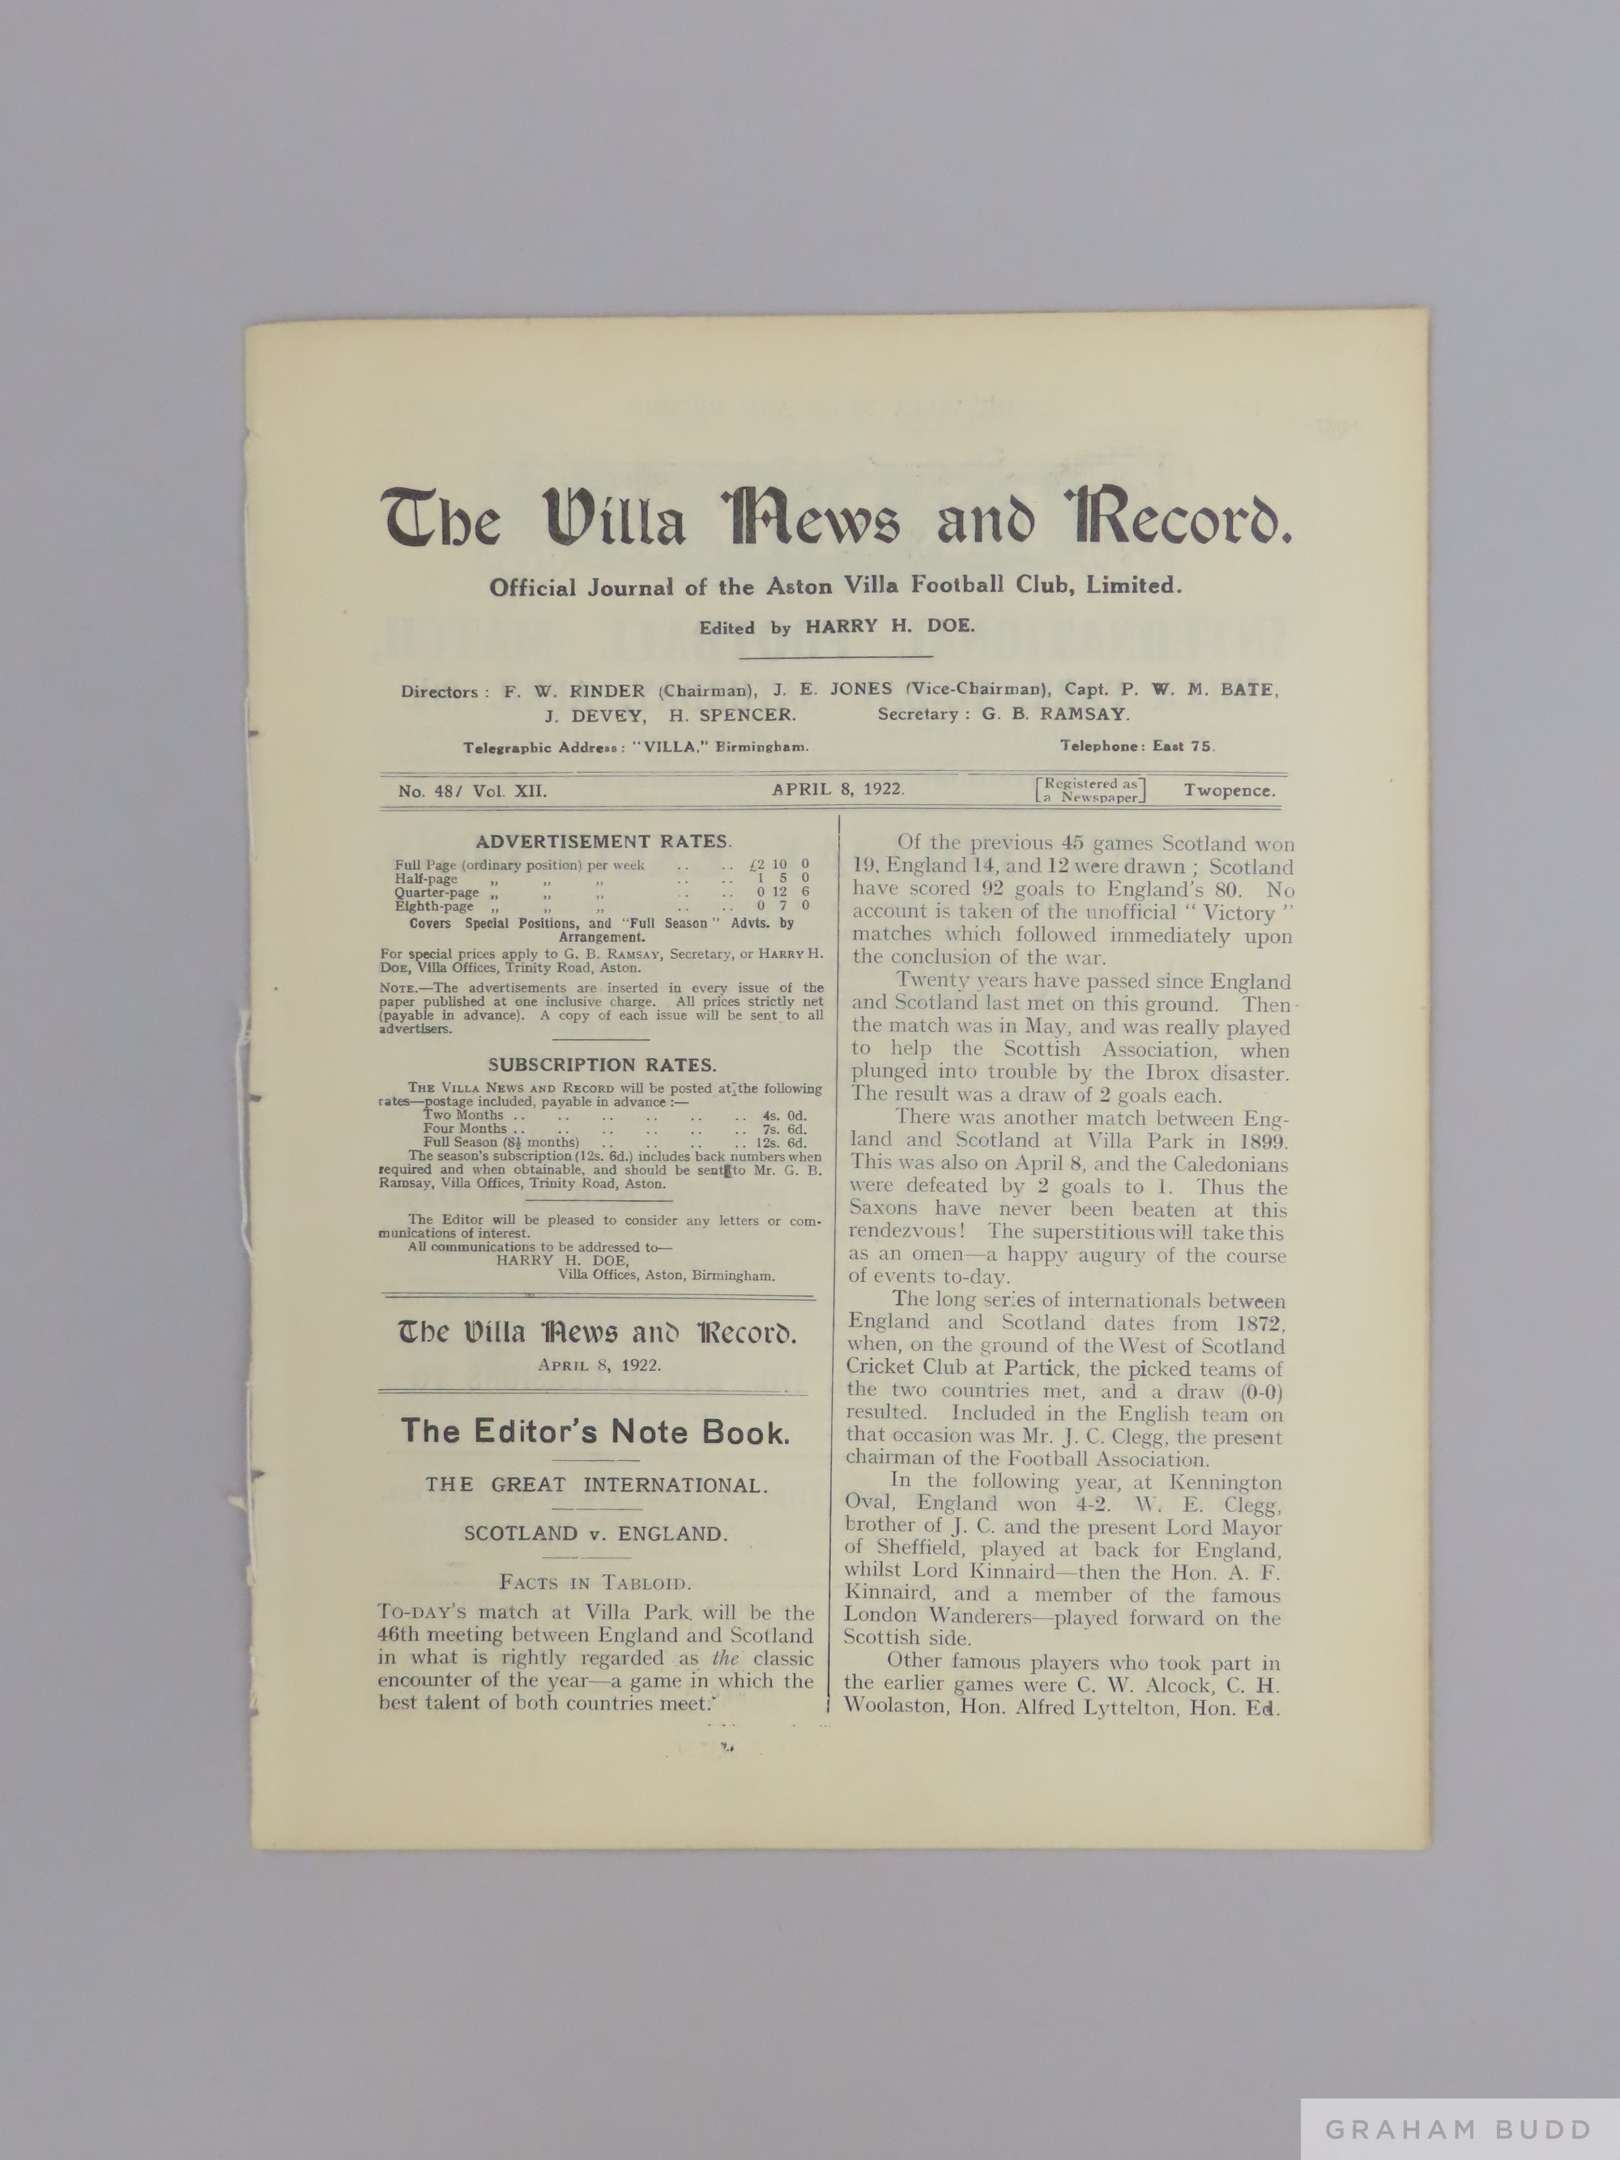 The Villa News and Record.
Official Journal of the Aston Villa Football Club, Limited.
Edited by HARRY H. DOE.
Directors : F. W. RINDER (Chairman), J. E. JONES (Vice-Chairman), Capt. P. W. M. BATE,
J. DEVEY, H. SPENCER. Secretary : G. B. RAMSAY.
Telegraphic Address : "VILLA," Birmingham. Telephone : East 75.
No. 487 Vol. XII. APRIL 8, 1922. [Registered as a Newspaper] Twopence.
ADVERTISEMENT RATES.
Full Page (ordinary position) per week .. .. £2 10 0
Half-page ,, ,, ,, .. .. 1 5 0
Quarter-page ,, ,, ,, .. .. 0 12 6
Eighth-page ,, ,, ,, .. .. 0 7 0
Covers Special Positions, and "Full Season" Advts. by
Arrangement.
For special prices apply to G. B. RAMSAY, Secretary, or HARRY H.
DOE, Villa Offices, Trinity Road, Aston.
NOTE.—The advertisements are inserted in every issue of the
paper published at one inclusive charge. All prices strictly net
(payable in advance). A copy of each issue will be sent to all
advertisers.
SUBSCRIPTION RATES.
THE VILLA NEWS AND RECORD will be posted at the following
rates—postage included, payable in advance :—
Two Months .. .. .. .. .. .. 4s. 0d.
Four Months .. .. .. .. .. .. 7s. 6d.
Full Season (8½ months) .. .. .. .. 12s. 6d.
The season's subscription (12s. 6d.) includes back numbers when
required and when obtainable, and should be sent to Mr. G. B.
Ramsay, Villa Offices, Trinity Road, Aston.
The Editor will be pleased to consider any letters or com-
munications of interest.
All communications to be addressed to—
HARRY H. DOE,
Villa Offices, Aston, Birmingham.
The Villa News and Record.
APRIL 8, 1922.
The Editor's Note Book.
THE GREAT INTERNATIONAL.
SCOTLAND v. ENGLAND.
FACTS IN TABLOID.
TO-DAY'S match at Villa Park will be the
46th meeting between England and Scotland
in what is rightly regarded as the classic
encounter of the year—a game in which the
best talent of both countries meet.
Of the previous 45 games Scotland won
19, England 14, and 12 were drawn ; Scotland
have scored 92 goals to England's 80. No
account is taken of the unofficial " Victory "
matches which followed immediately upon
the conclusion of the war.
Twenty years have passed since England
and Scotland last met on this ground. Then
the match was in May, and was really played
to help the Scottish Association, when
plunged into trouble by the Ibrox disaster.
The result was a draw of 2 goals each.
There was another match between Eng-
land and Scotland at Villa Park in 1899.
This was also on April 8, and the Caledonians
were defeated by 2 goals to 1. Thus the
Saxons have never been beaten at this
rendezvous! The superstitious will take this
as an omen—a happy augury of the course
of events to-day.
The long series of internationals between
England and Scotland dates from 1872,
when, on the ground of the West of Scotland
Cricket Club at Partick, the picked teams of
the two countries met, and a draw (0-0)
resulted. Included in the English team on
that occasion was Mr. J. C. Clegg, the present
chairman of the Football Association.
In the following year, at Kennington
Oval, England won 4-2. W. E. Clegg,
brother of J. C. and the present Lord Mayor
of Sheffield, played at back for England,
whilst Lord Kinnaird—then the Hon. A. F.
Kinnaird, and a member of the famous
London Wanderers—played forward on the
Scottish side.
Other famous players who took part in
the earlier games were C. W. Alcock, C. H.
Woolaston, Hon. Alfred Lyttelton, Hon. Ed.
GRAHAM BUDD